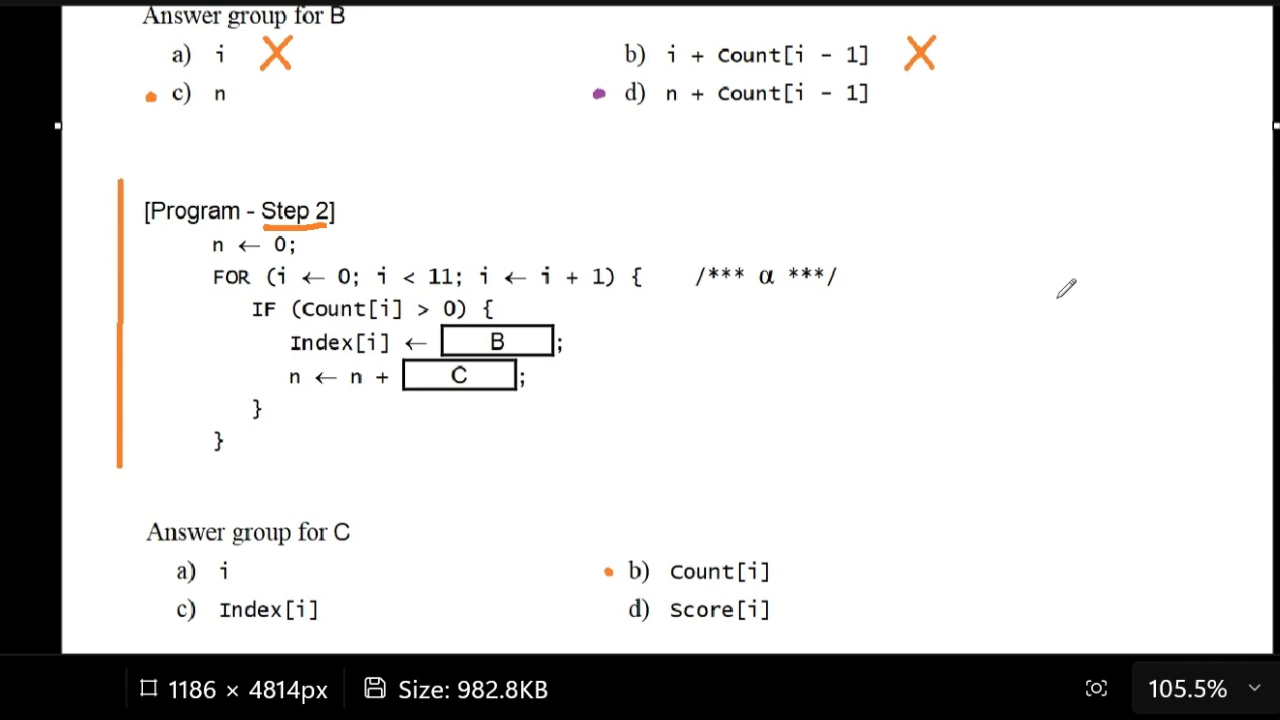 Answer group for B
a) i
b) i + Count[i - 1]
c) n
d) n + Count[i - 1]
[Program - Step 2]
n ← 0;
FOR (i ← 0; i < 11; i ← i + 1) { /*** α ***/
IF (Count[i] > 0) {
Index[i] ← B ;
n ← n + C ;
}
}
Answer group for C
a) i
b) Count[i]
c) Index[i]
d) Score[i]
1186 × 4814px
Size: 982.8KB
105.5%